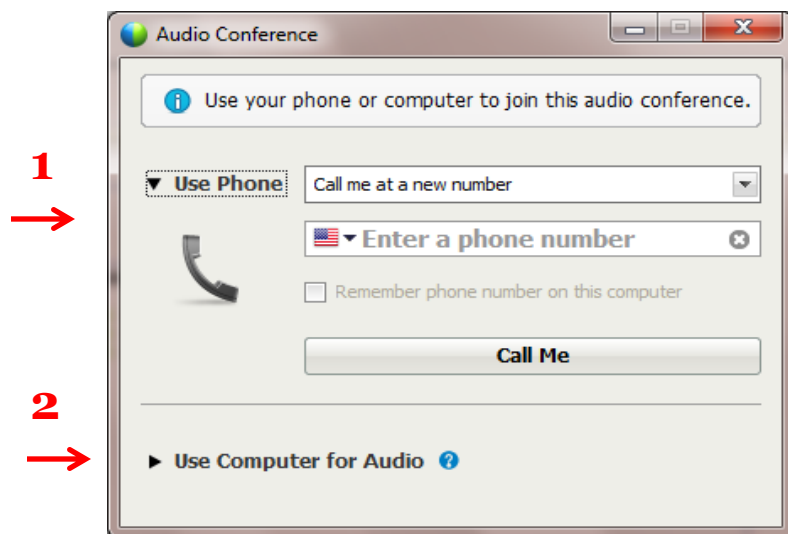 Audio Conference
Use your phone or computer to join this audio conference.
1
Use Phone
Call me at a new number
Enter a phone number
Remember phone number on this computer
Call Me
2
Use Computer for Audio